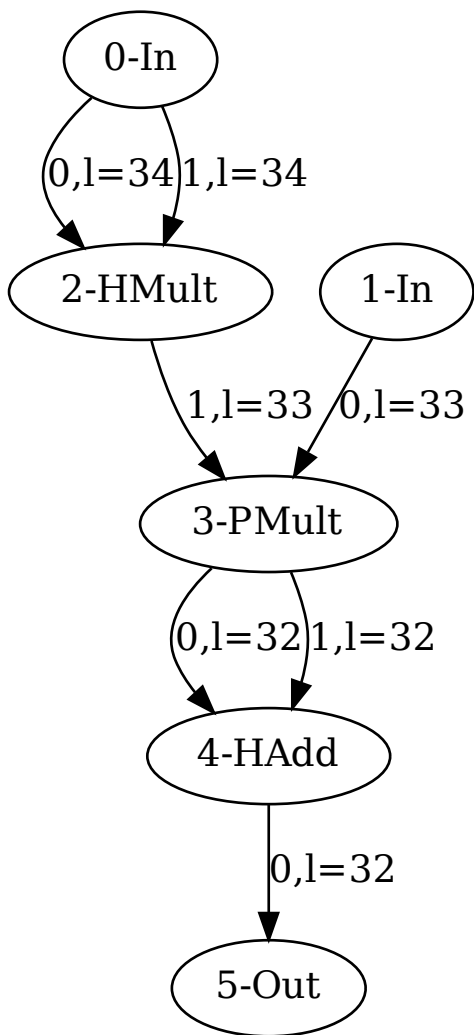 0-In
0,l=34
1,l=34
2-HMult
1-In
1,l=33
0,l=33
3-PMult
0,l=32
1,l=32
4-HAdd
0,l=32
5-Out